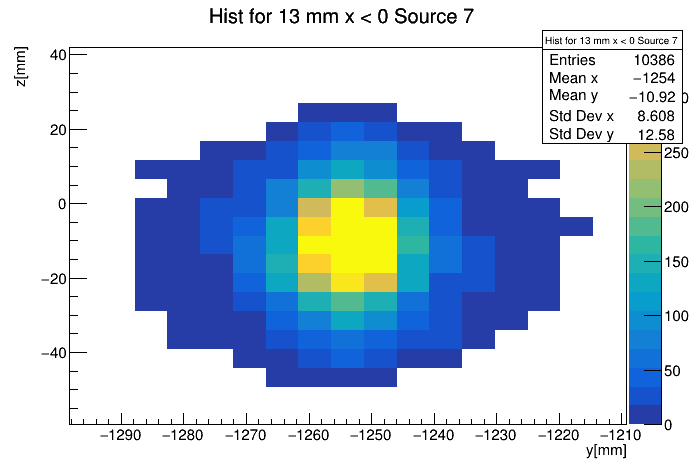 Hist for 13 mm x < 0 Source 7
Hist for 13 mm x < 0 Source 7
Entries 10386
Mean x −1254
Mean y −10.92
Std Dev x 8.608
Std Dev y 12.58
z[mm]
40
20
0
−20
−40
−1290 −1280 −1270 −1260 −1250 −1240 −1230 −1220 −1210
y[mm]
250
200
150
100
50
0